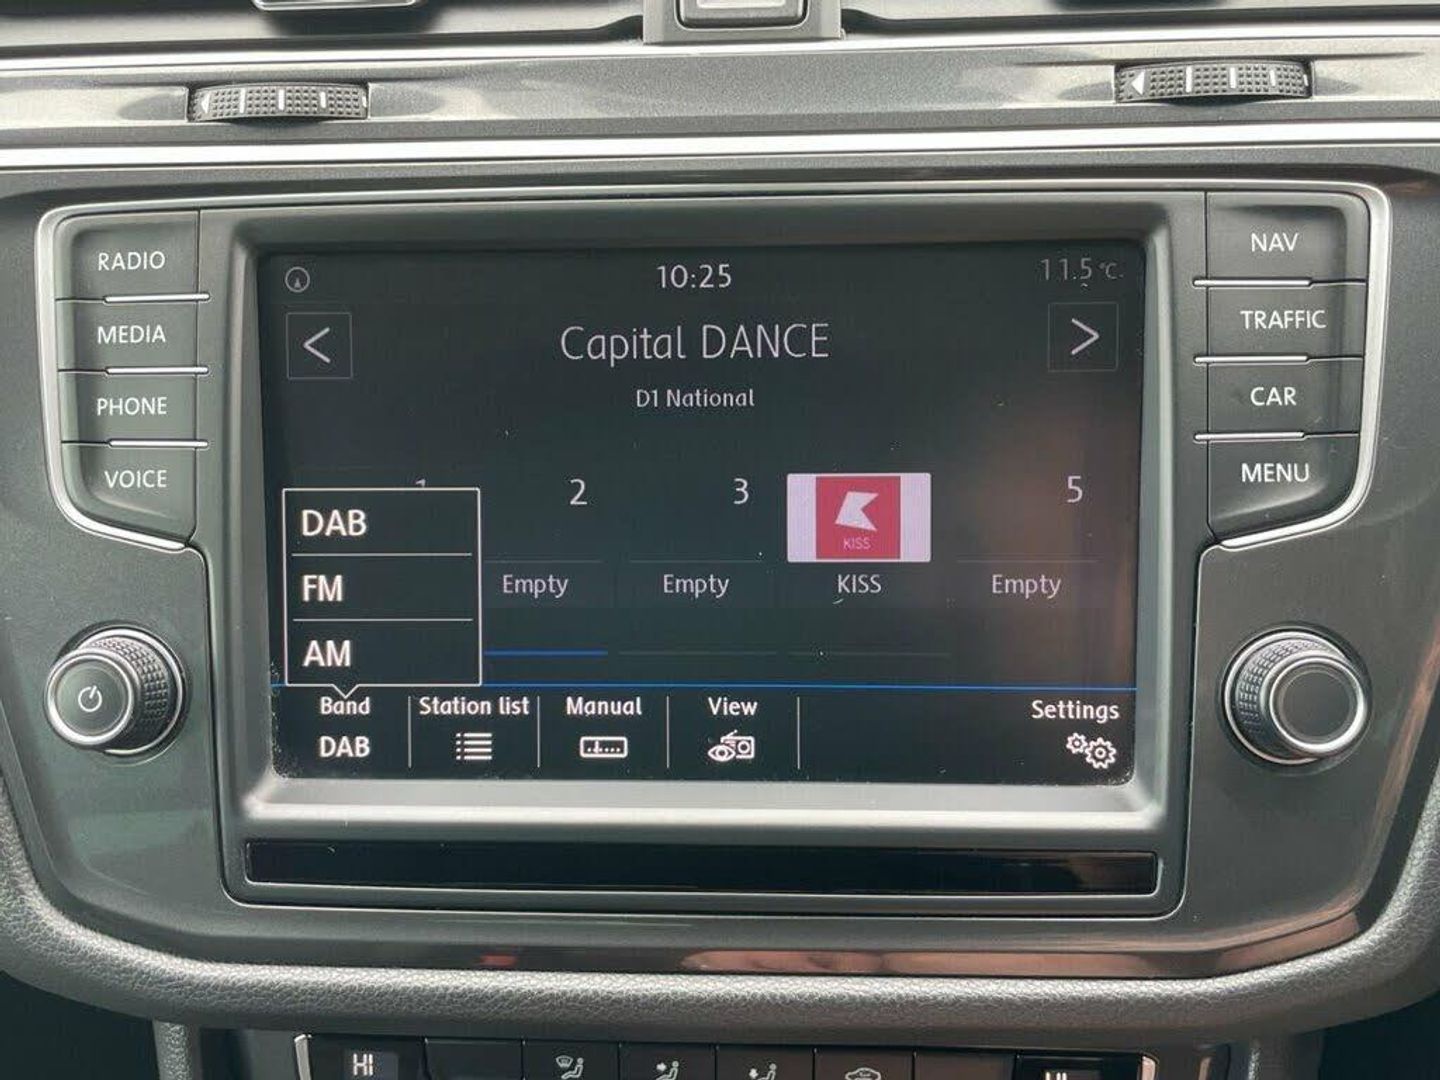 RADIO
MEDIA
PHONE
VOICE
NAV
TRAFFIC
CAR
MENU
10:25
11.5 °C
<
Capital DANCE
>
D1 National
1
2
3
5
KISS
DAB
FM
AM
Empty
Empty
KISS
Empty
Band
DAB
Station list
Manual
View
Settings
HI